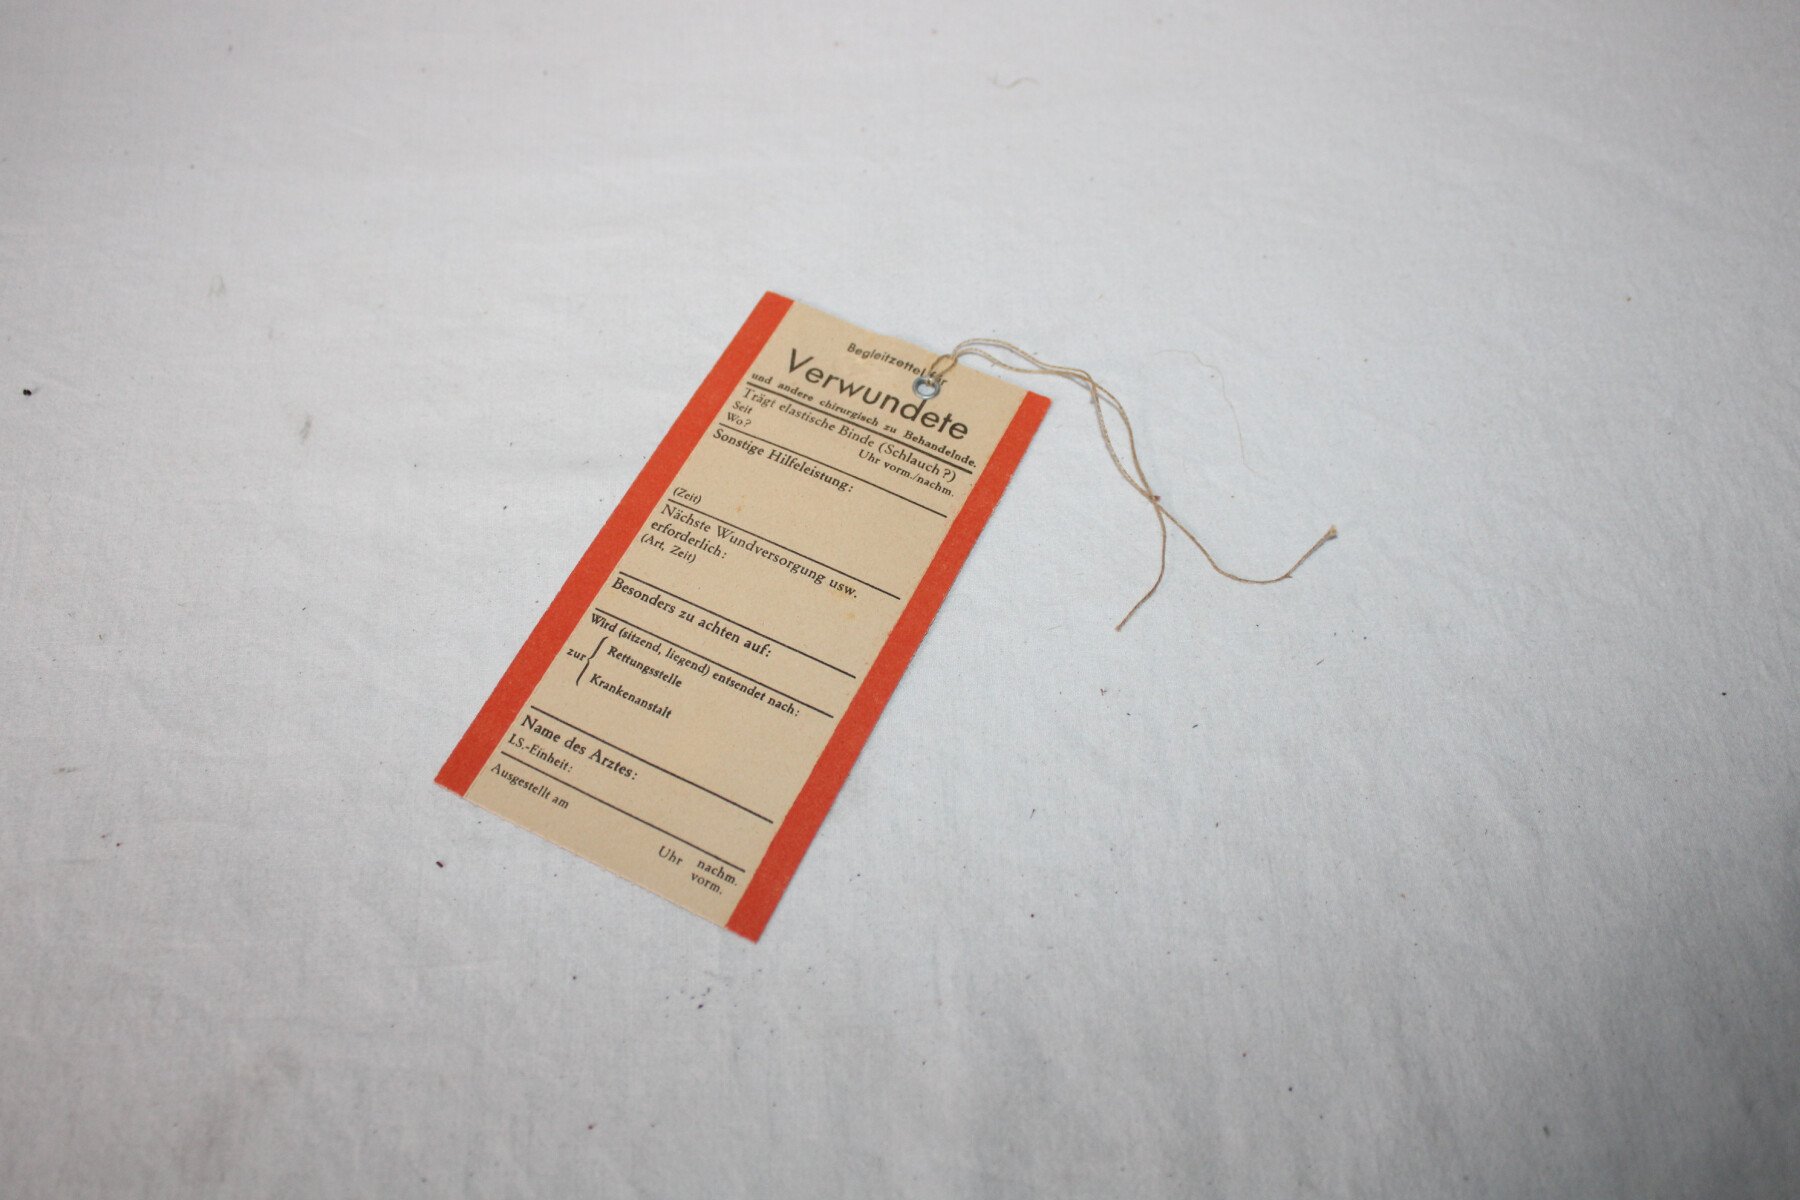 Begleitzettel für
Verwundete
und andere chirurgisch zu Behandelnde.
Trägt elastische Binde (Schlauch?)
Seit Uhr vorm./nachm.
Wo?
Sonstige Hilfeleistung:
(Zeit)
Nächste Wundversorgung usw.
erforderlich:
(Art, Zeit)
Besonders zu achten auf:
Wird (sitzend, liegend) entsendet nach:
zur { Rettungsstelle
Krankenanstalt
Name des Arztes:
LS.-Einheit:
Ausgestellt am
Uhr nachm.
vorm.